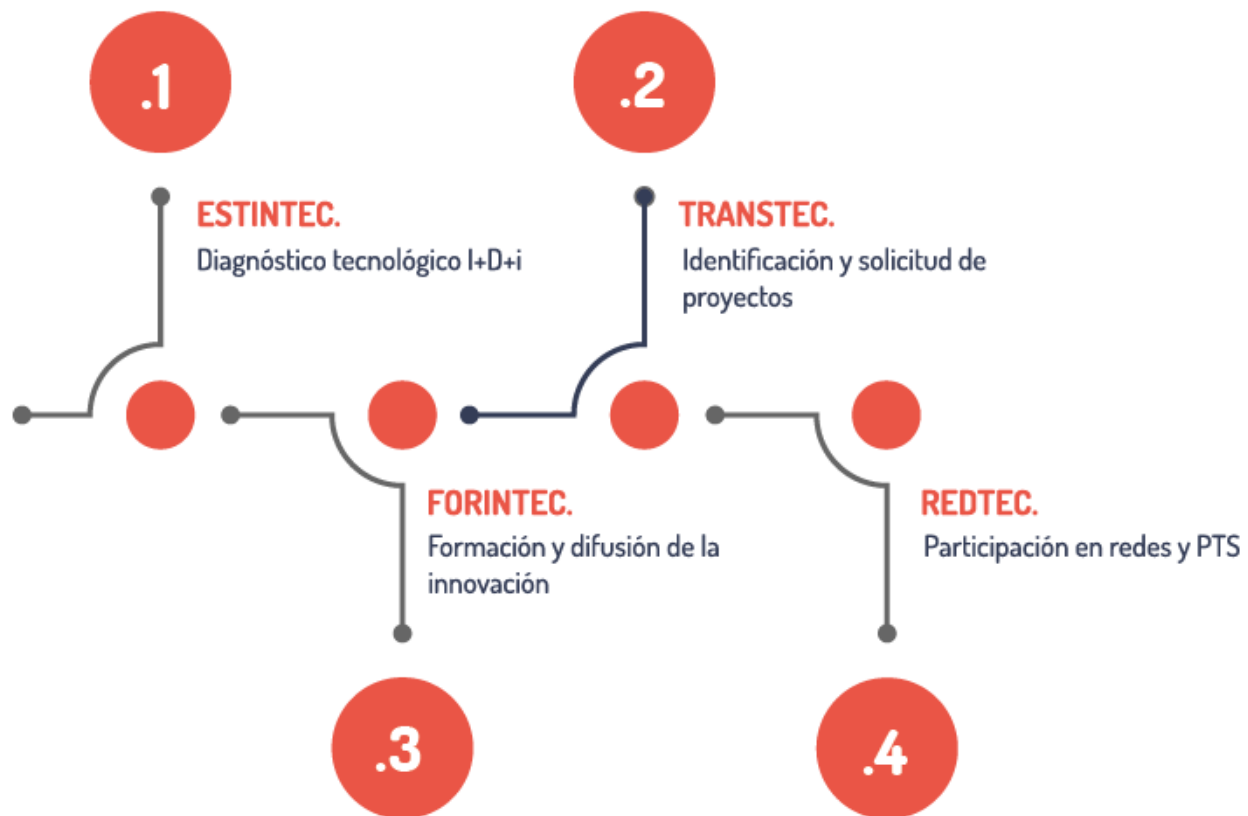 .1
ESTINTEC.
Diagnóstico tecnológico I+D+i
.2
TRANSTEC.
Identificación y solicitud de
proyectos
FORINTEC.
Formación y difusión de la
innovación
.3
REDTEC.
Participación en redes y PTS
.4